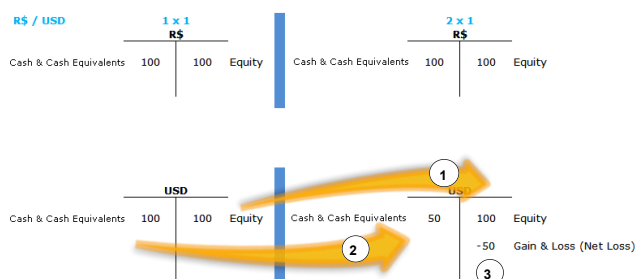 R$ / USD 1 x 1 2 x 1
R$ R$
Cash & Cash Equivalents 100 100 Equity Cash & Cash Equivalents 100 100 Equity
1
USD USD
Cash & Cash Equivalents 100 100 Equity Cash & Cash Equivalents 50 100 Equity
2 -50 Gain & Loss (Net Loss)
3